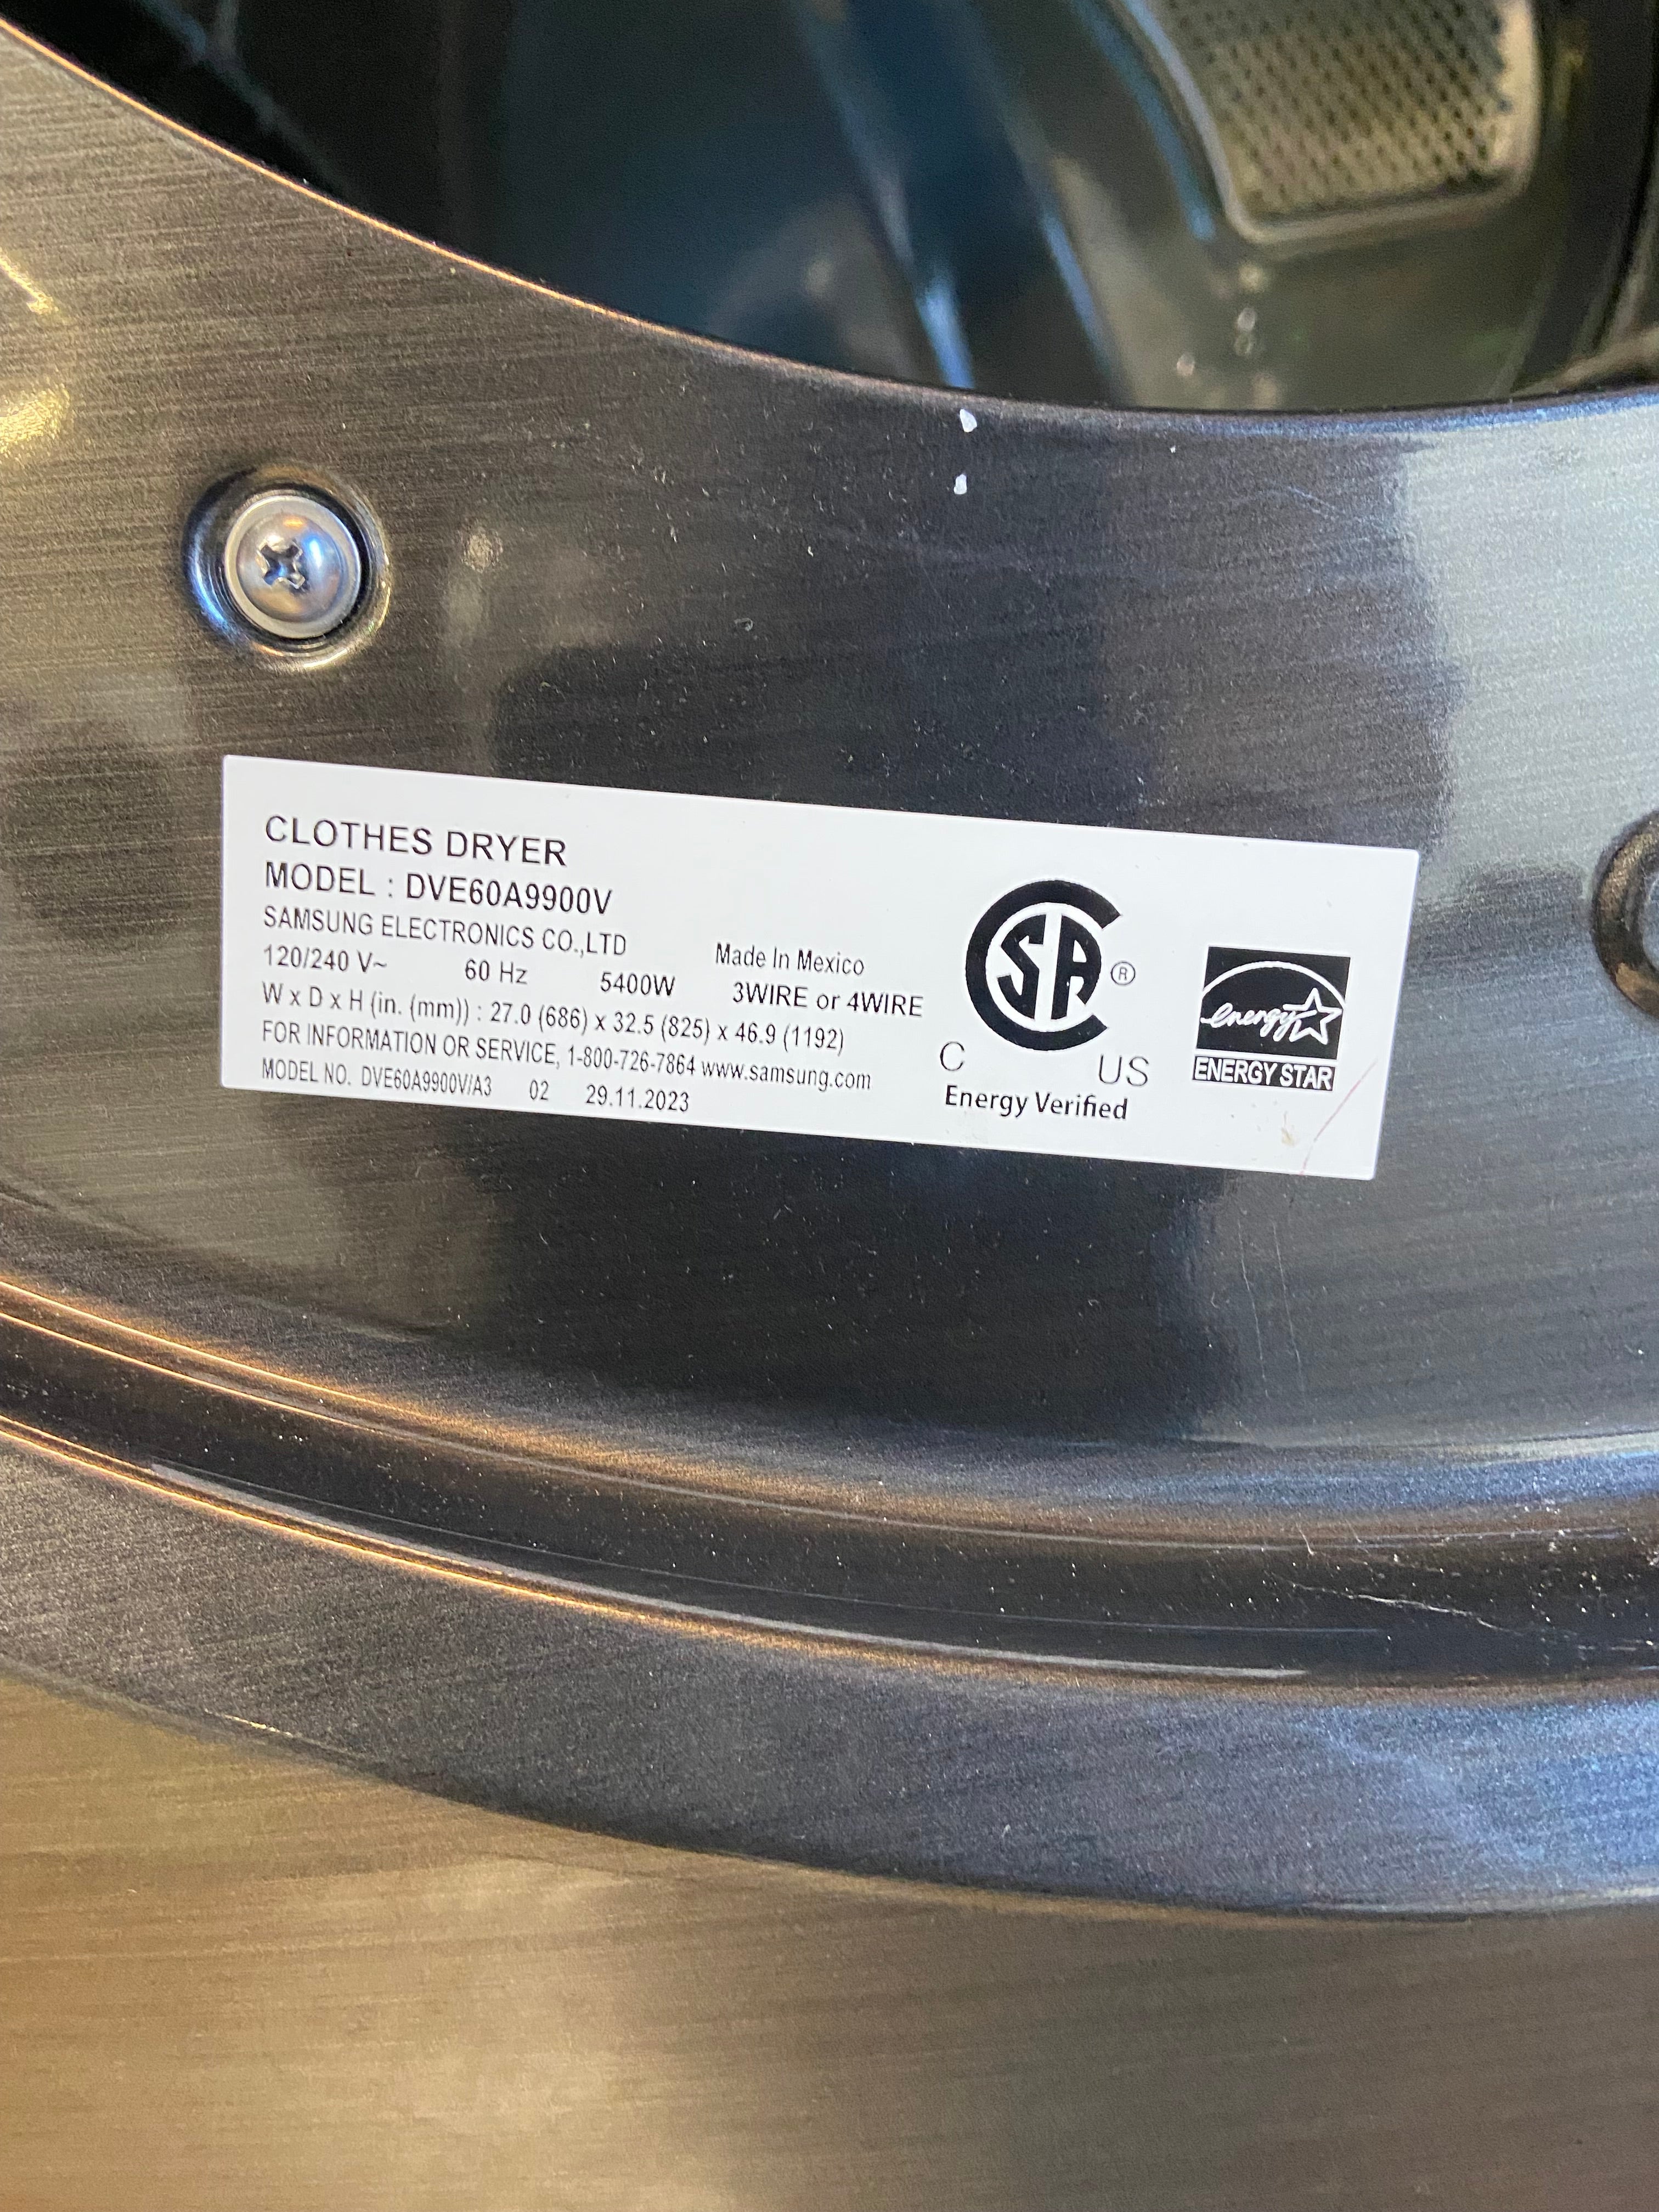 CLOTHES DRYER
MODEL : DVE60A9900V
SAMSUNG ELECTRONICS CO.,LTD Made In Mexico
120/240 V~ 60 Hz 5400W 3WIRE or 4WIRE
W x D x H (in. (mm)) : 27.0 (686) x 32.5 (825) x 46.9 (1192)
FOR INFORMATION OR SERVICE, 1-800-726-7864 www.samsung.com
MODEL NO. DVE60A9900V/A3 02 29.11.2023
CSA ®
C US
Energy Verified
energy
ENERGY STAR